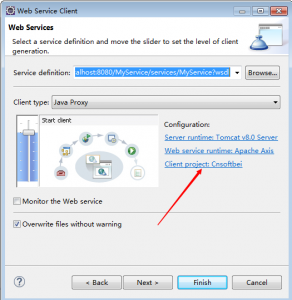 Web Service Client
Web Services
Select a service definition and move the slider to set the level of client
generation.
Service definition: alhost:8080/MyService/services/MyService?wsdl Browse...
Client type: Java Proxy
Start client
Configuration:
Server runtime: Tomcat v8.0 Server
Web service runtime: Apache Axis
Client project: Cnsoftbei
Monitor the Web service
Overwrite files without warning
? < Back Next > Finish Cancel